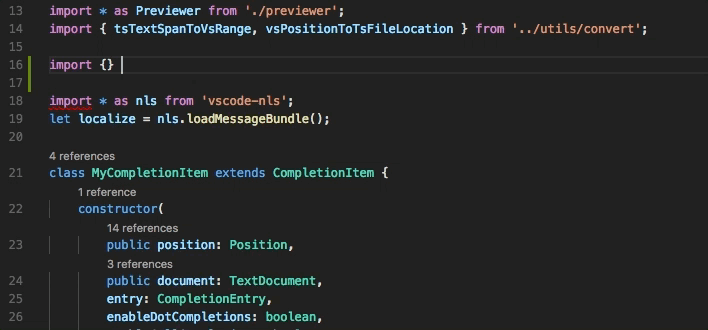 13 import * as Previewer from './previewer';
14 import { tsTextSpanToVsRange, vsPositionToTsFileLocation } from '../utils/convert';
15
16 import {}
17
18 import * as nls from 'vscode-nls';
19 let localize = nls.loadMessageBundle();
20
4 references
21 class MyCompletionItem extends CompletionItem {
1 reference
22 constructor(
14 references
23 public position: Position,
3 references
24 public document: TextDocument,
25 entry: CompletionEntry,
26 enableDotCompletions: boolean,